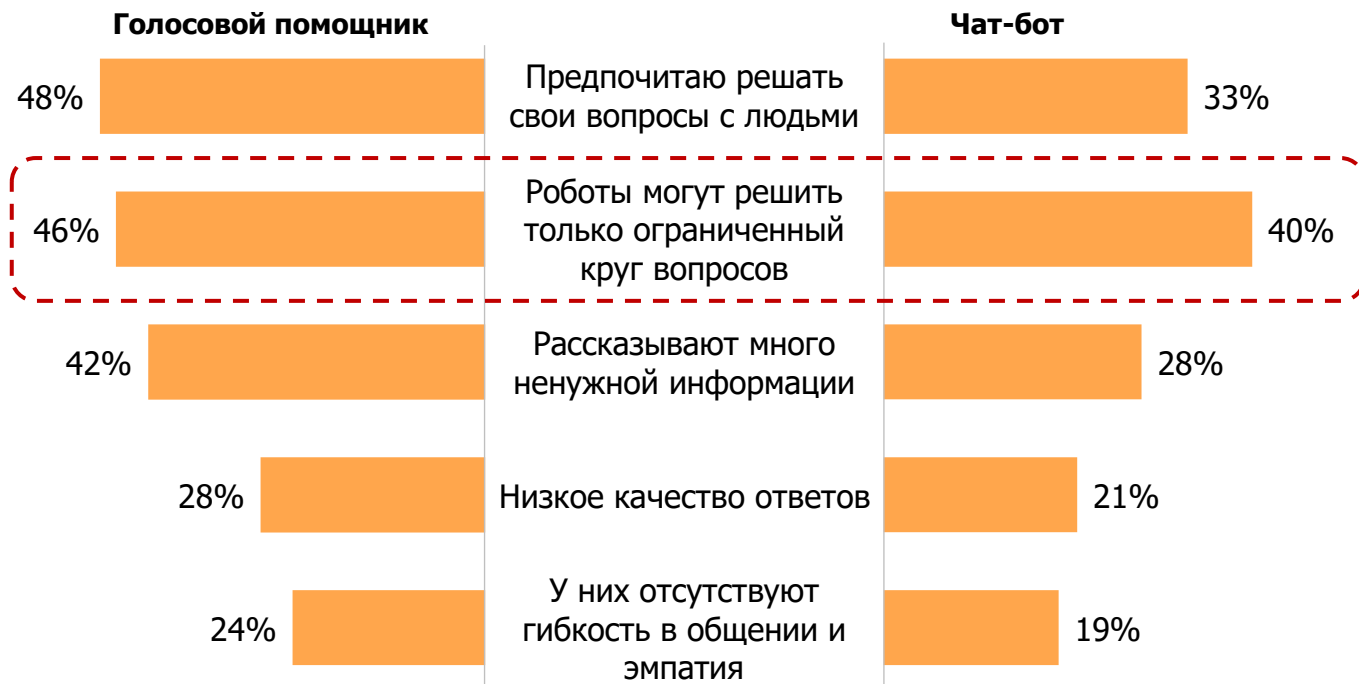 Голосовой помощник
Чат-бот
48%
Предпочитаю решать
свои вопросы с людьми
33%
46%
Роботы могут решить
только ограниченный
круг вопросов
40%
42%
Рассказывают много
ненужной информации
28%
28%
Низкое качество ответов
21%
24%
У них отсутствуют
гибкость в общении и
эмпатия
19%